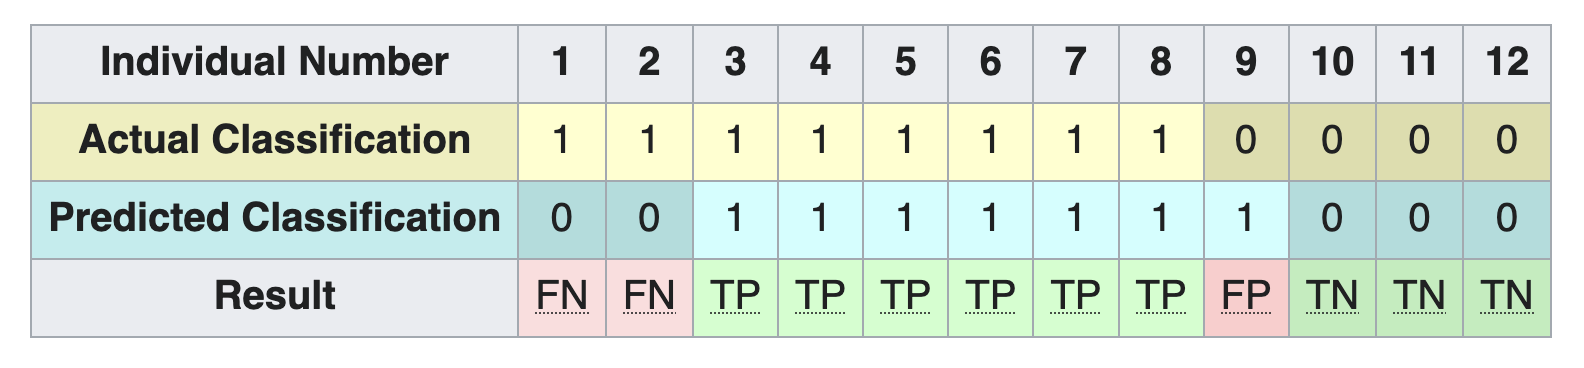 Individual Number 1 2 3 4 5 6 7 8 9 10 11 12
Actual Classification 1 1 1 1 1 1 1 1 0 0 0 0
Predicted Classification 0 0 1 1 1 1 1 1 1 0 0 0
Result FN FN TP TP TP TP TP TP FP TN TN TN